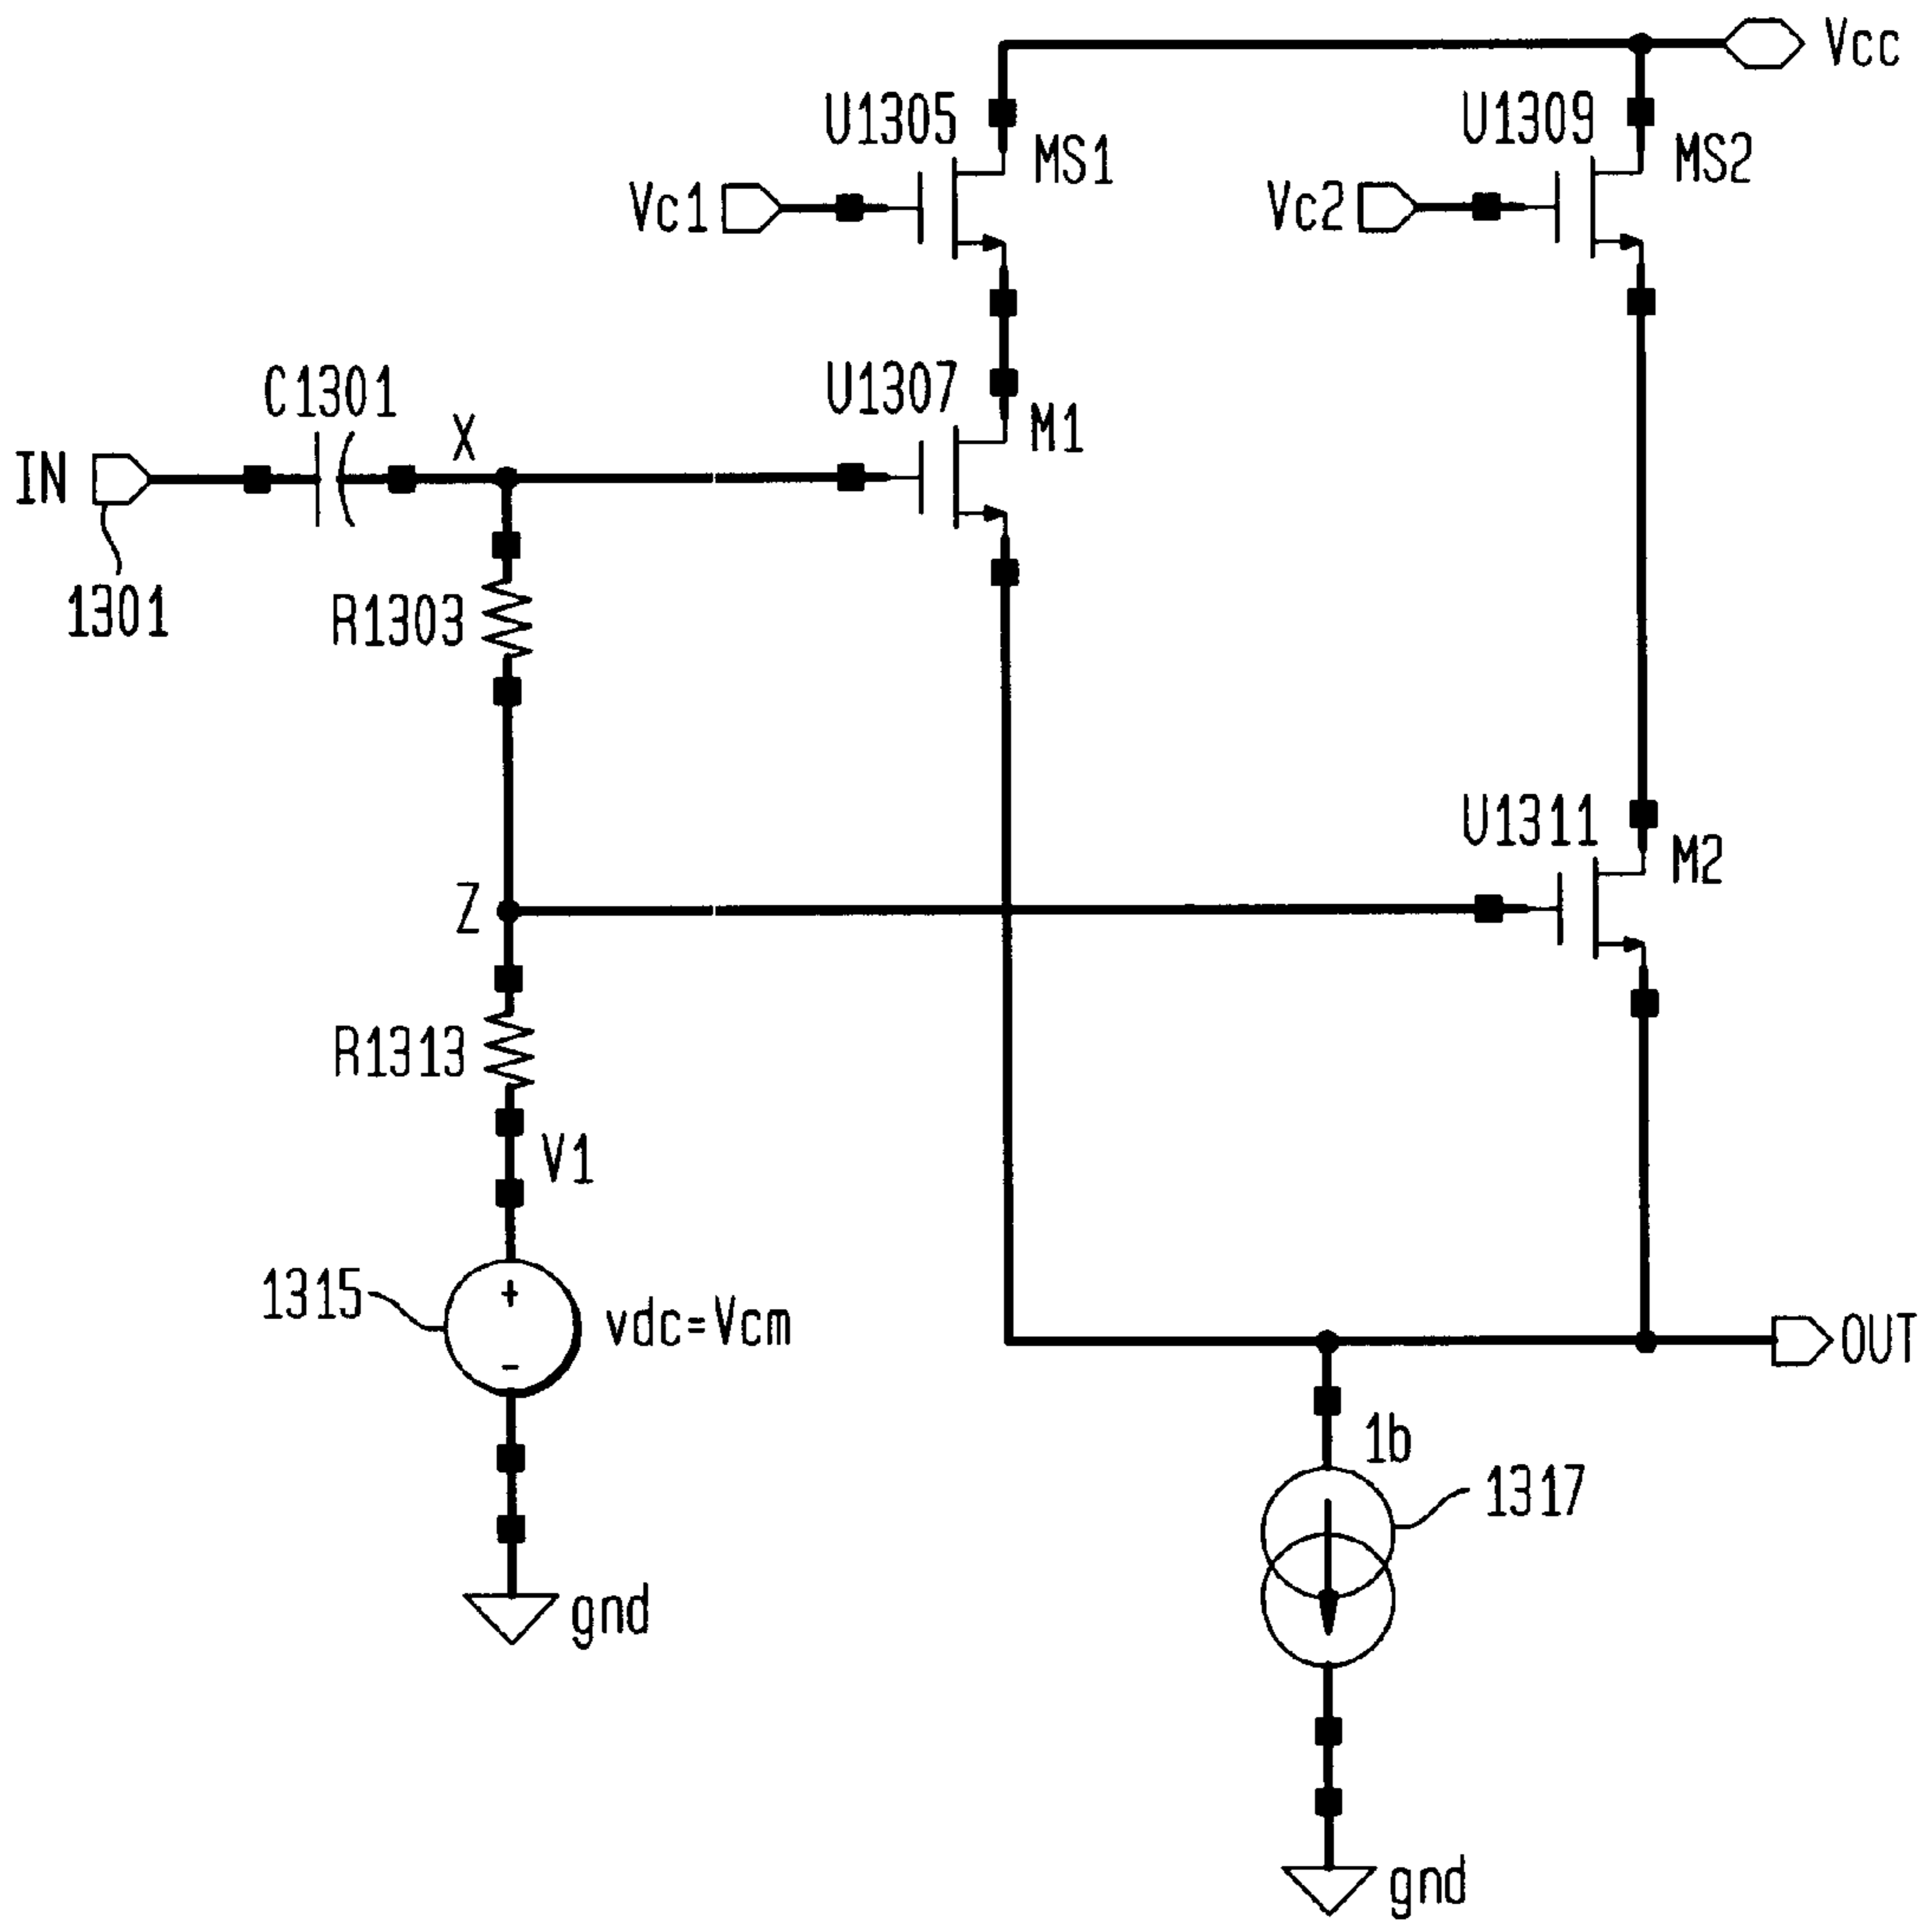 Vcc
U1305
MS1
Vc1
U1309
MS2
Vc2
C1301
X
IN
1301
U1307
M1
R1303
Z
U1311
M2
R1313
V1
1315
+
-
vdc=Vcm
gnd
OUT
1b
1317
gnd